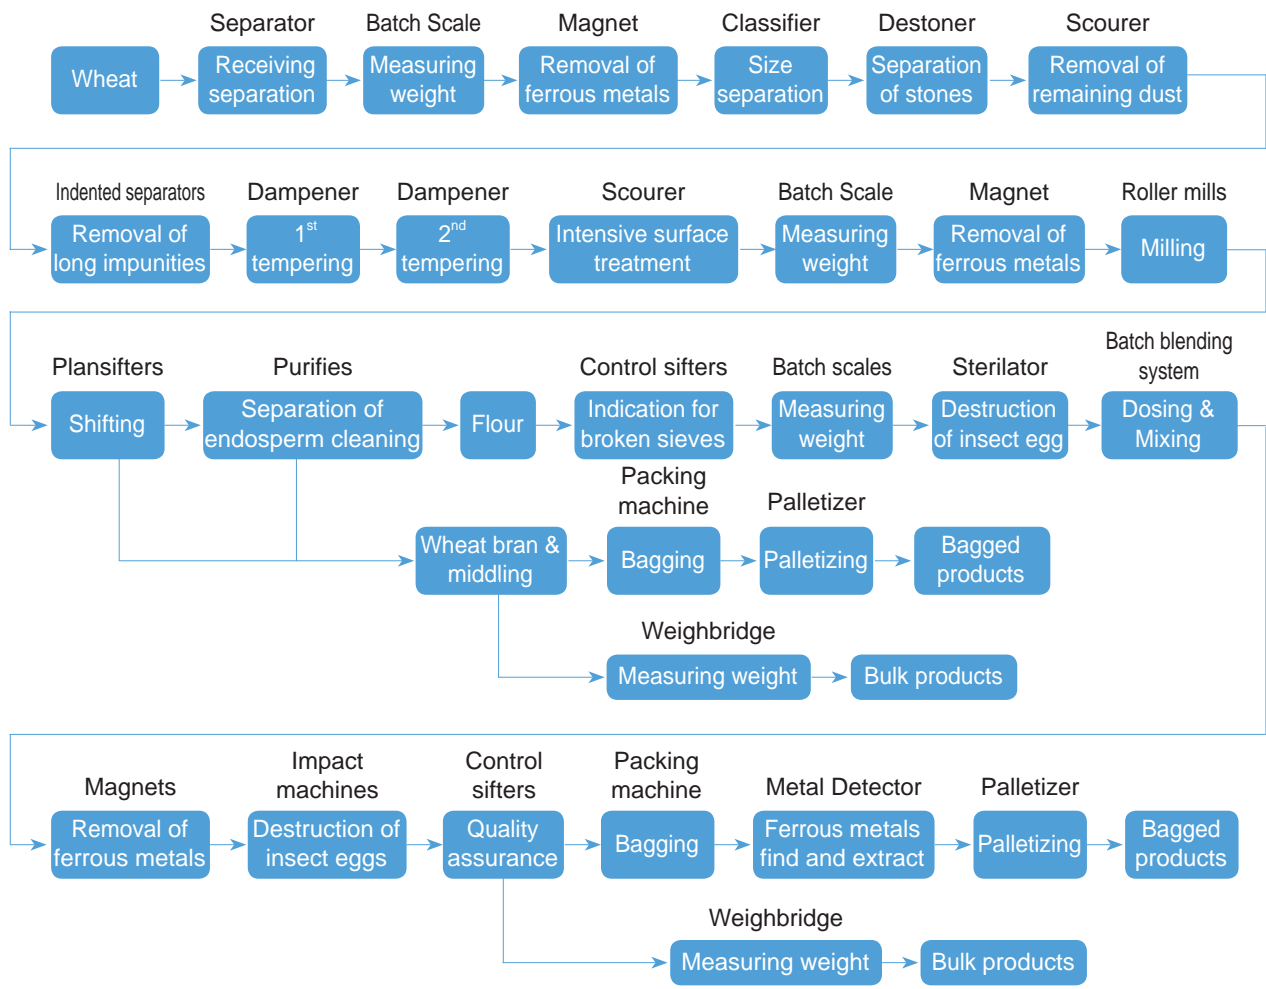 Separator
Batch Scale
Magnet
Classifier
Destoner
Scourer
Wheat
Receiving
separation
Measuring
weight
Removal of
ferrous metals
Size
separation
Separation
of stones
Removal of
remaining dust
Indented separators
Dampener
Dampener
Scourer
Batch Scale
Magnet
Roller mills
Removal of
long impunities
1st
tempering
2nd
tempering
Intensive surface
treatment
Measuring
weight
Removal of
ferrous metals
Milling
Plansifters
Purifies
Control sifters
Batch scales
Sterilator
Batch blending
system
Shifting
Separation of
endosperm cleaning
Flour
Indication for
broken sieves
Measuring
weight
Destruction
of insect egg
Dosing &
Mixing
Packing
machine
Palletizer
Wheat bran &
middling
Bagging
Palletizing
Bagged
products
Weighbridge
Measuring weight
Bulk products
Magnets
Impact
machines
Control
sifters
Packing
machine
Metal Detector
Palletizer
Removal of
ferrous metals
Destruction of
insect eggs
Quality
assurance
Bagging
Ferrous metals
find and extract
Palletizing
Bagged
products
Weighbridge
Measuring weight
Bulk products